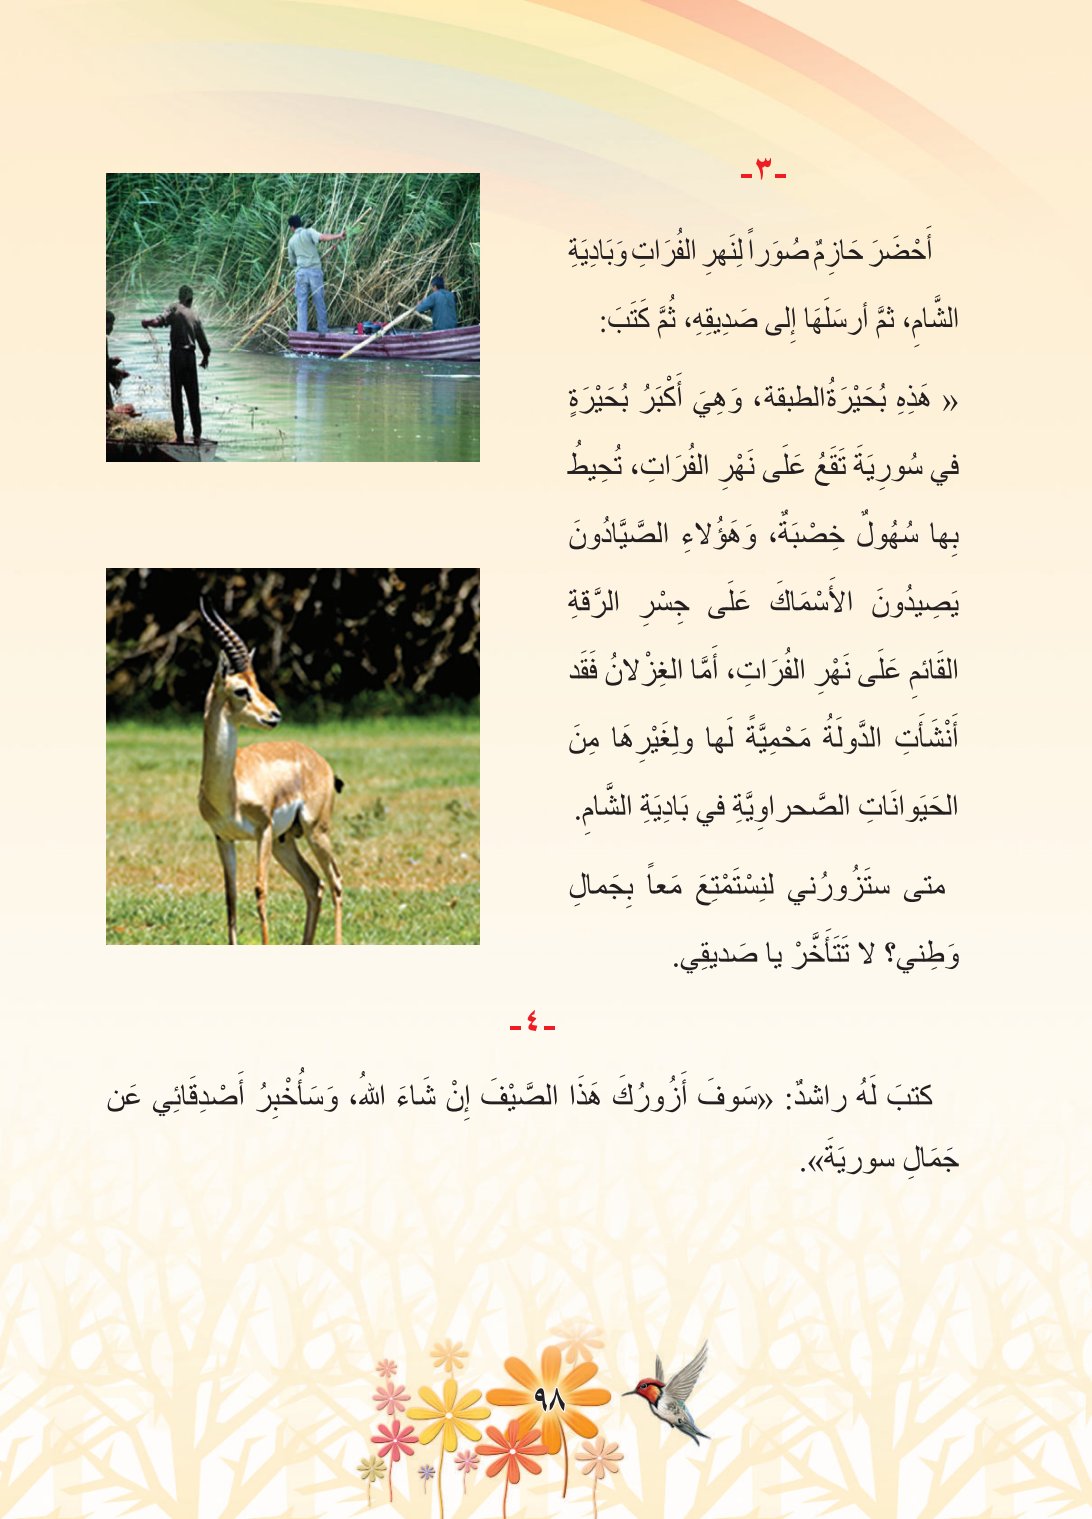 -٣-
أَحْضَرَ حَازِمٌ صُوَراً لِنَهرِ الفُرَاتِ وَبَادِيَةِ
الشَّامِ، ثمَّ أرسَلَهَا إِلى صَدِيقِهِ، ثُمَّ كَتَبَ:
« هَذِهِ بُحَيْرَةُالطبقة، وَهِيَ أَكْبَرُ بُحَيْرَةٍ
في سُورِيَةَ تَقَعُ عَلَى نَهْرِ الفُرَاتِ، تُحِيطُ
بِها سُهُولٌ خِصْبَةٌ، وَهَؤُلاءِ الصَّيَّادُونَ
يَصِيدُونَ الأَسْمَاكَ عَلَى جِسْرِ الرَّقةِ
القَائمِ عَلَى نَهْرِ الفُرَاتِ، أَمَّا الغِزْلانُ فَقَد
أَنْشَأَتِ الدَّولَةُ مَحْمِيَّةً لَها ولِغَيْرِهَا مِنَ
الحَيَوانَاتِ الصَّحراوِيَّةِ في بَادِيَةِ الشَّامِ.
متى ستَزُورُني لنِسْتَمْتِعَ مَعاً بِجَمالِ
وَطِني؟ لا تَتَأَخَّرْ يا صَديقِي.
-٤-
كتبَ لَهُ راشدٌ: «سَوفَ أَزُورُكَ هَذَا الصَّيْفَ إِنْ شَاءَ اللهُ، وَسَأُخْبِرُ أَصْدِقَائِي عَن
جَمَالِ سوريَةَ».
٩٨